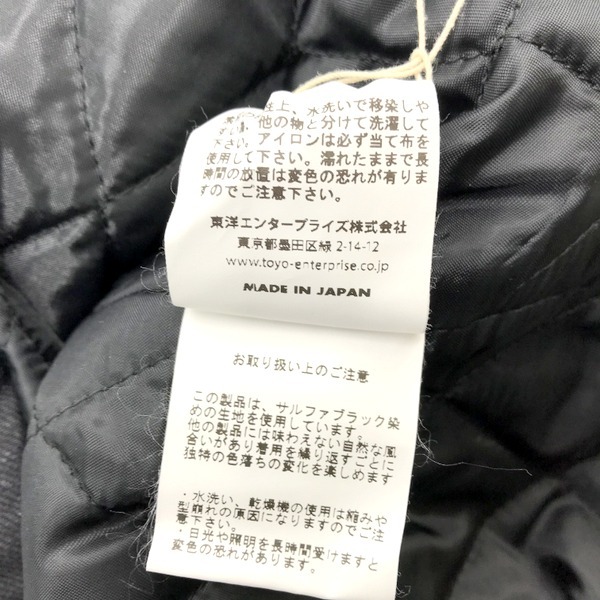 性上、水洗いで移染しや
すい 他の物と分けて洗濯して
下さい。アイロンは必ず当て布を
使用して下さい。濡れたままで長
時間の放置は変色の恐れが有りま
すのでご注意下さい。
東洋エンタープライズ株式会社
東京都墨田区緑 2-14-12
www.toyo-enterprise.co.jp
MADE IN JAPAN
お取り扱い上のご注意
この製品は、サルファブラック染
めの生地を使用しています。
他の製品には味わえない自然な風
合いがあり着用を繰り返すごとに
独特の色落ちの変化を楽しめます
・水洗い、乾燥機の使用は縮みや
型崩れの原因になりますのでご注
意下さい。
・日光や照明を長時間受けますと
変色の恐れがあります。